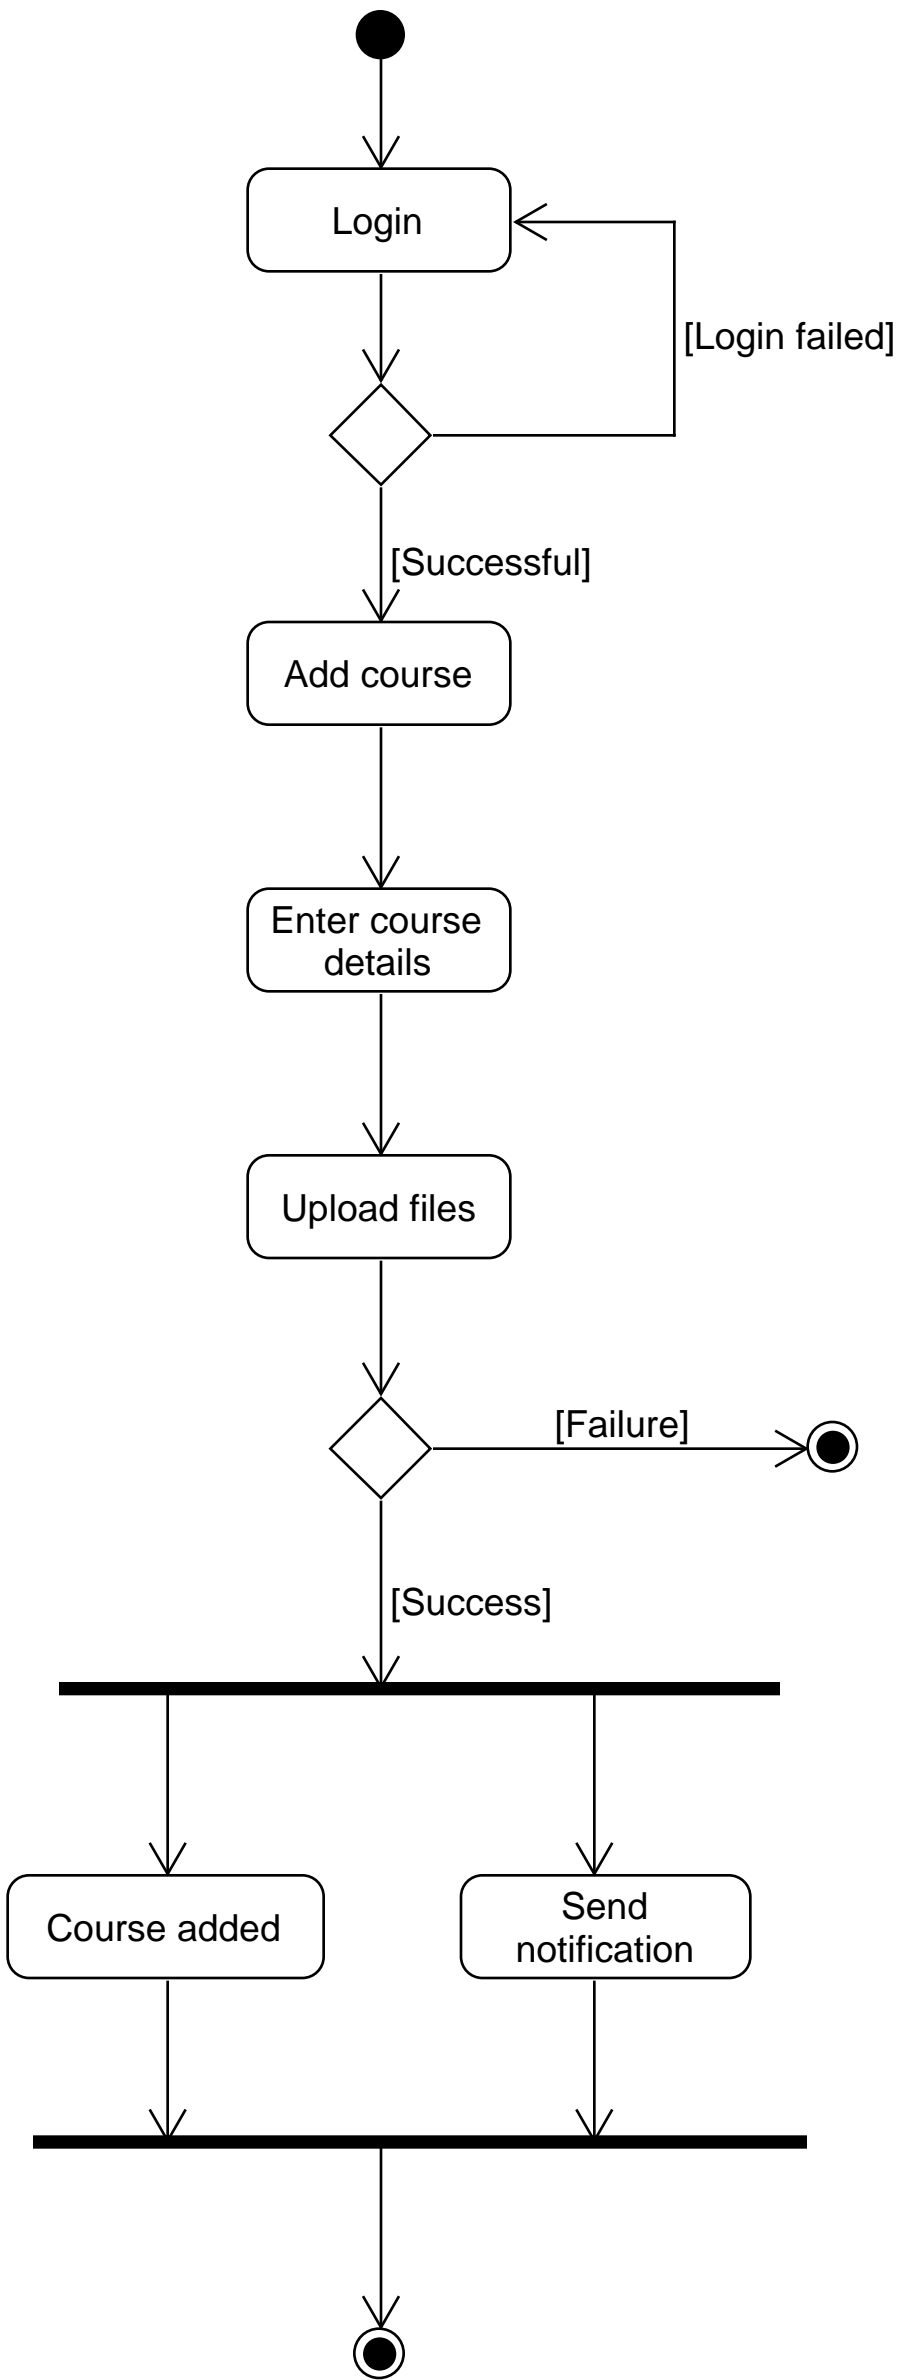 Login
[Login failed]
[Successful]
Add course
Enter course
details
Upload files
[Failure]
[Success]
Course added
Send
notification